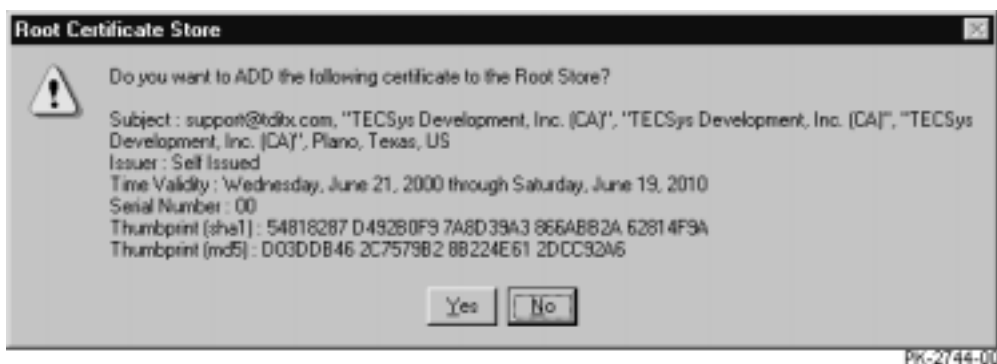 Root Certificate Store
Do you want to ADD the following certificate to the Root Store?
Subject : support@tditx.com, "TECSys Development, Inc. (CA)", "TECSys Development, Inc. (CA)", "TECSys
Development, Inc. (CA)", Plano, Texas, US
Issuer : Self Issued
Time Validity : Wednesday, June 21, 2000 through Saturday, June 19, 2010
Serial Number : 00
Thumbprint (sha1) : 54818287 D492B0F9 7A8D39A3 866ABB2A 62814F9A
Thumbprint (md5) : D03DDB46 2C7579B2 8B224E61 2DCC92A6
Yes No
PK-2744-00